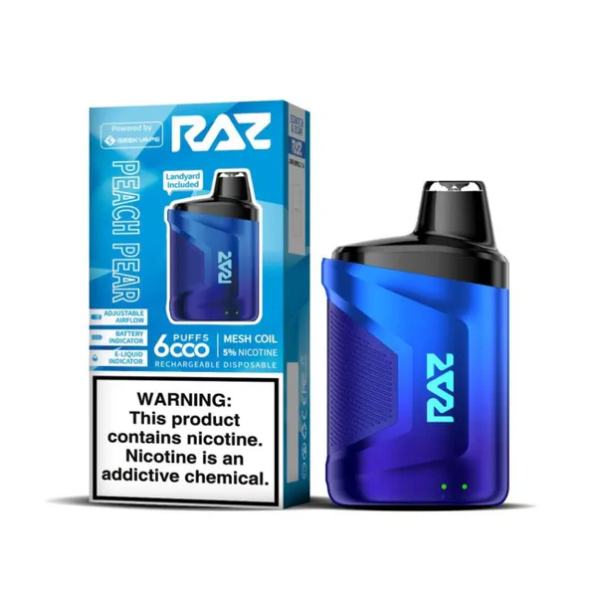 Powered by
GEEKVAPE
RAZ
Landyard
Included
PEACH PEAR
RAZ
ADJUSTABLE
AIRFLOW
BATTERY
INDICATOR
E-LIQUID
INDICATOR
6000 PUFFS
MESH COIL
5% NICOTINE
RECHARGEABLE DISPOSABLE
WARNING:
This product
contains nicotine.
Nicotine is an
addictive chemical.
RAZ
RAZ